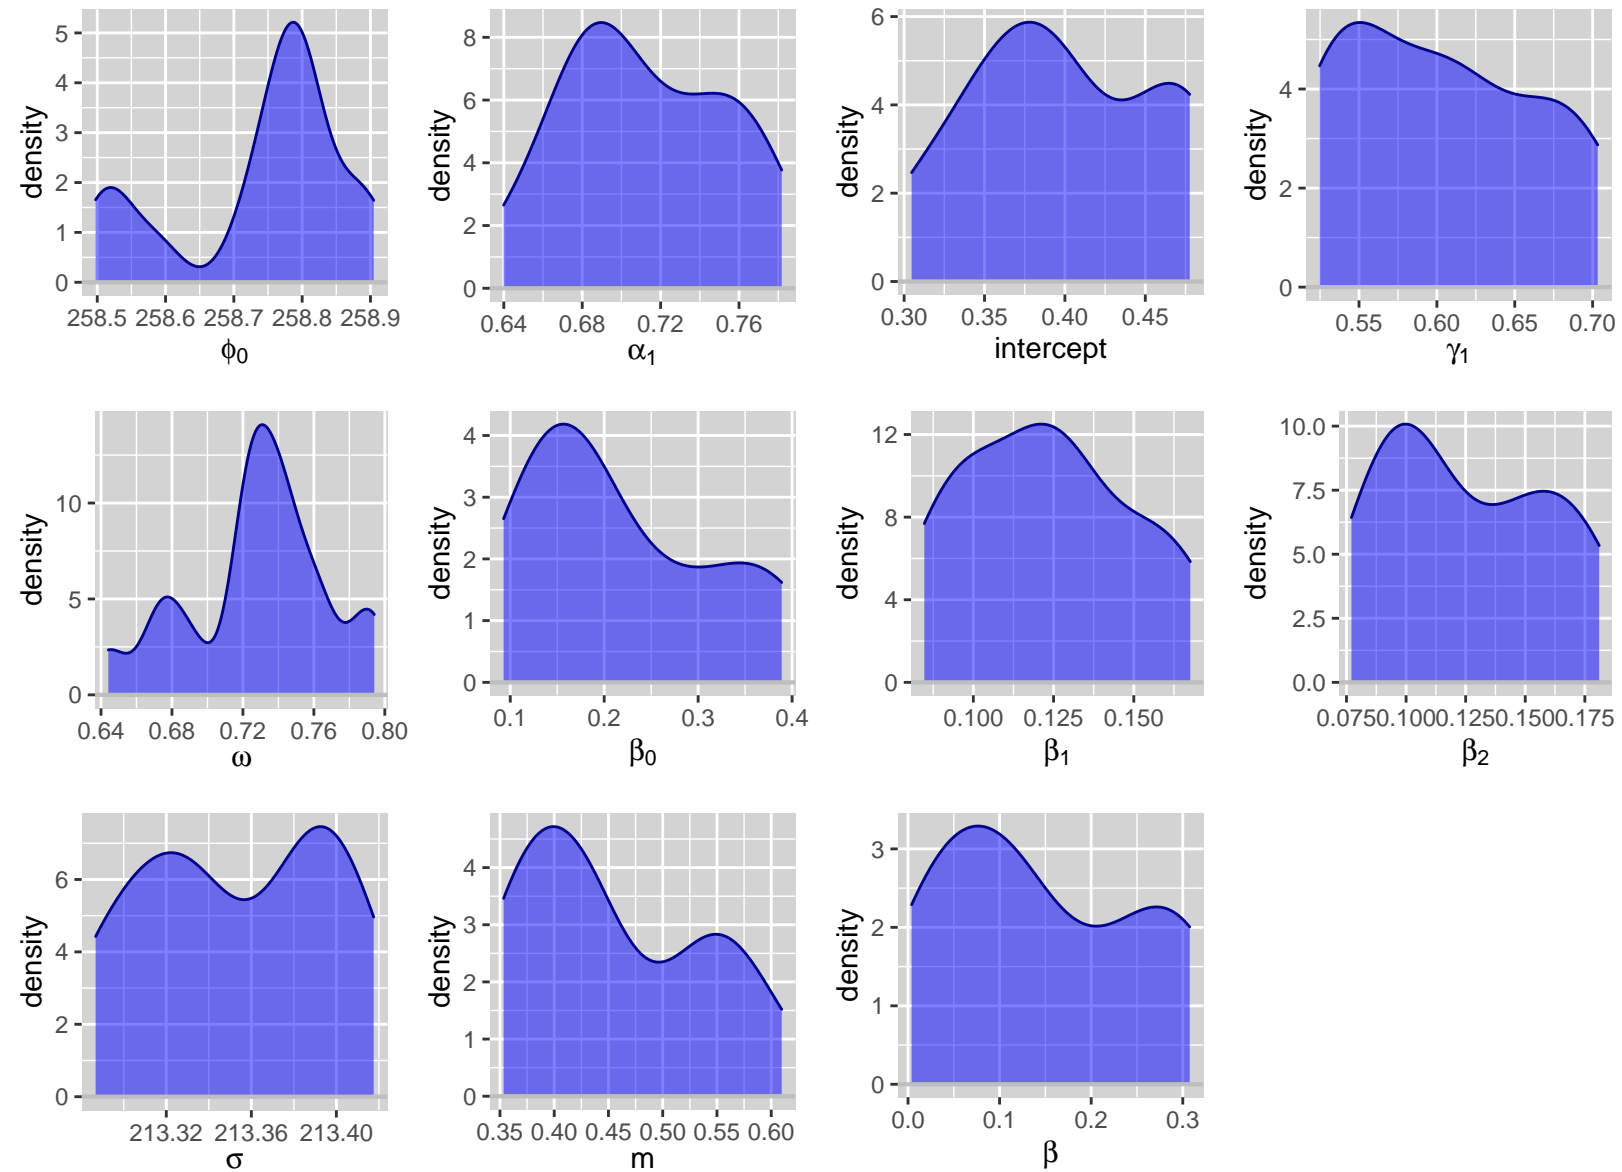 density
5
4
3
2
1
0
258.5 258.6 258.7 258.8 258.9
ϕ0
density
8
6
4
2
0
0.64 0.68 0.72 0.76
α1
density
6
4
2
0
0.30 0.35 0.40 0.45
intercept
density
4
2
0
0.55 0.60 0.65 0.70
γ1
density
10
5
0
0.64 0.68 0.72 0.76 0.80
ω
density
4
3
2
1
0
0.1 0.2 0.3 0.4
β0
density
12
8
4
0
0.100 0.125 0.150
β1
density
10.0
7.5
5.0
2.5
0.0
0.075 0.100 0.125 0.150 0.175
β2
density
6
4
2
0
213.32 213.36 213.40
σ
density
4
3
2
1
0
0.35 0.40 0.45 0.50 0.55 0.60
m
density
3
2
1
0
0.0 0.1 0.2 0.3
β